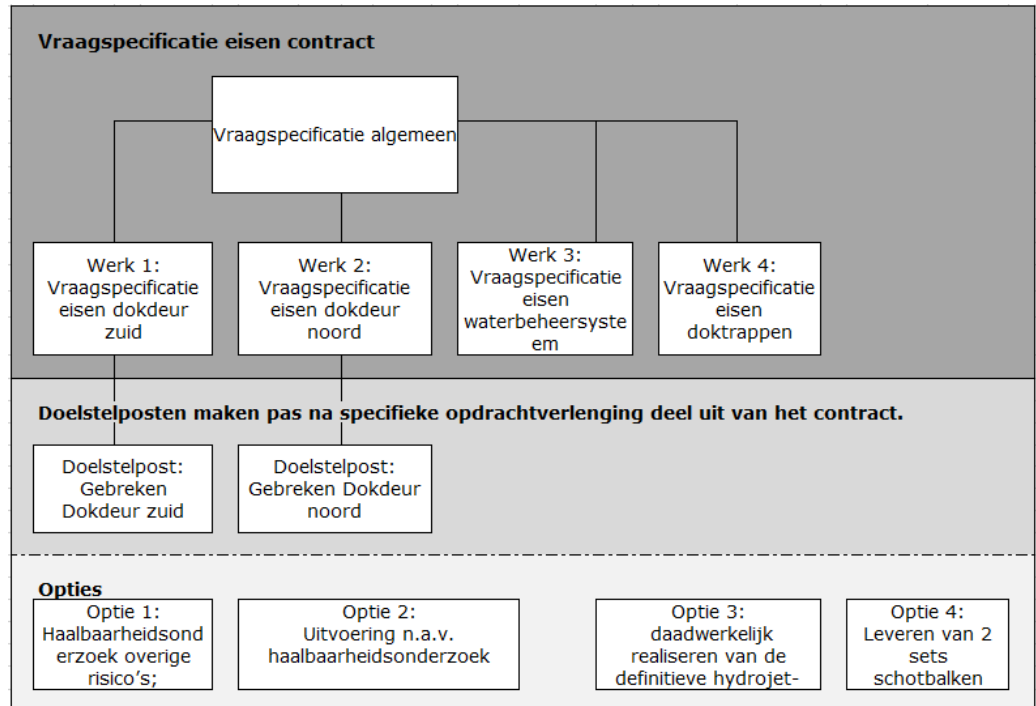 Vraagspecificatie eisen contract
Vraagspecificatie algemeen
Werk 1:
Vraagspecificatie
eisen dokdeur
zuid
Werk 2:
Vraagspecificatie
eisen dokdeur
noord
Werk 3:
Vraagspecificatie
eisen
waterbeheersyste
em
Werk 4:
Vraagspecificatie
eisen
doktrappen
Doelstelposten maken pas na specifieke opdrachtverlenging deel uit van het contract.
Doelstelpost:
Gebreken
Dokdeur zuid
Doelstelpost:
Gebreken Dokdeur
noord
Opties
Optie 1:
Haalbaarheidsond
erzoek overige
risico's;
Optie 2:
Uitvoering n.a.v.
haalbaarheidsonderzoek
Optie 3:
daadwerkelijk
realiseren van de
definitieve hydrojet-
Optie 4:
Leveren van 2
sets
schotbalken